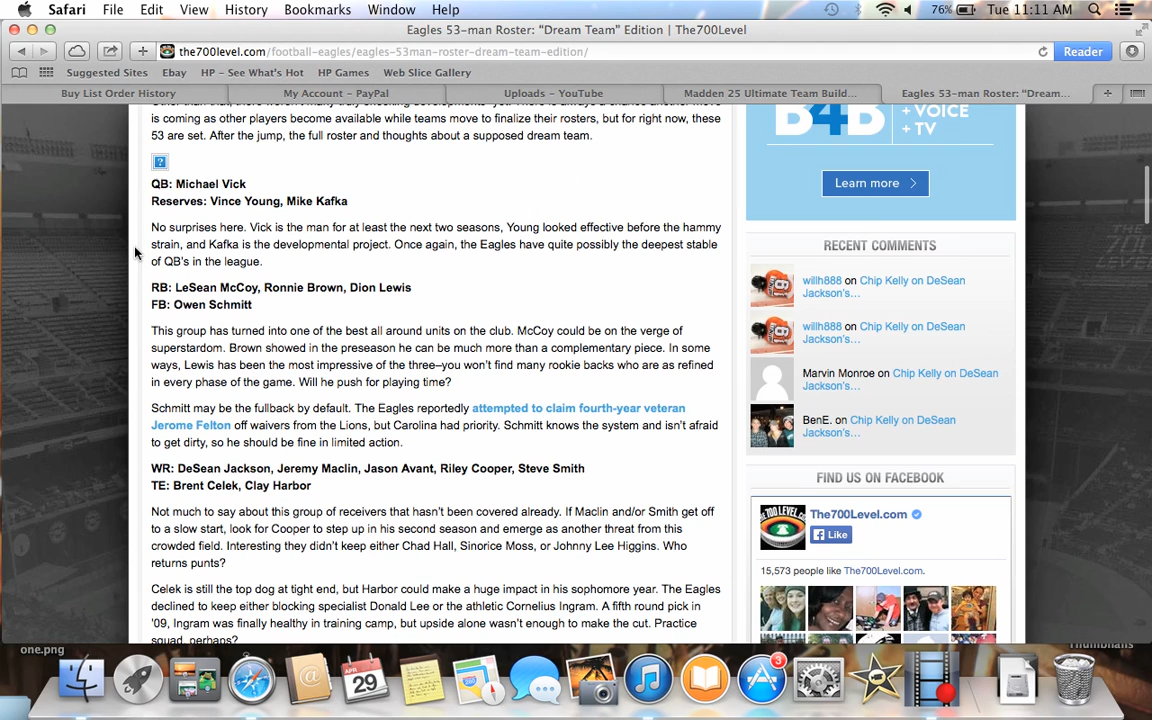 Safari File Edit View History Bookmarks Window Help 76% Tue 11:11 AM
Eagles 53-man Roster: “Dream Team” Edition | The700Level
the700level.com/football-eagles/eagles-53man-roster-dream-team-edition/ Reader
Suggested Sites Ebay HP – See What's Hot HP Games Web Slice Gallery
Buy List Order History My Account – PayPal Uploads – YouTube Madden 25 Ultimate Team Build... Eagles 53-man Roster: “Dream...
is coming as other players become available while teams move to finalize their rosters, but for right now, these
53 are set. After the jump, the full roster and thoughts about a supposed dream team.
?
QB: Michael Vick
Reserves: Vince Young, Mike Kafka
No surprises here. Vick is the man for at least the next two seasons, Young looked effective before the hammy
strain, and Kafka is the developmental project. Once again, the Eagles have quite possibly the deepest stable
of QB's in the league.
RB: LeSean McCoy, Ronnie Brown, Dion Lewis
FB: Owen Schmitt
This group has turned into one of the best all around units on the club. McCoy could be on the verge of
superstardom. Brown showed in the preseason he can be much more than a complementary piece. In some
ways, Lewis has been the most impressive of the three–you won't find many rookie backs who are as refined
in every phase of the game. Will he push for playing time?
Schmitt may be the fullback by default. The Eagles reportedly attempted to claim fourth-year veteran
Jerome Felton off waivers from the Lions, but Carolina had priority. Schmitt knows the system and isn't afraid
to get dirty, so he should be fine in limited action.
WR: DeSean Jackson, Jeremy Maclin, Jason Avant, Riley Cooper, Steve Smith
TE: Brent Celek, Clay Harbor
Not much to say about this group of receivers that hasn't been covered already. If Maclin and/or Smith get off
to a slow start, look for Cooper to step up in his second season and emerge as another threat from this
crowded field. Interesting they didn't keep either Chad Hall, Sinorice Moss, or Johnny Lee Higgins. Who
returns punts?
Celek is still the top dog at tight end, but Harbor could make a huge impact in his sophomore year. The Eagles
declined to keep either blocking specialist Donald Lee or the athletic Cornelius Ingram. A fifth round pick in
'09, Ingram was finally healthy in training camp, but upside alone wasn't enough to make the cut. Practice
squad, perhaps?
B4B + VOICE
+ TV
Learn more
RECENT COMMENTS
willh888 on Chip Kelly on DeSean
Jackson's…
willh888 on Chip Kelly on DeSean
Jackson's…
Marvin Monroe on Chip Kelly on DeSean
Jackson's…
BenE. on Chip Kelly on DeSean
Jackson's…
FIND US ON FACEBOOK
The700Level.com
Like
15,573 people like The700Level.com.
one.png
Thumbnails
APR
29
3